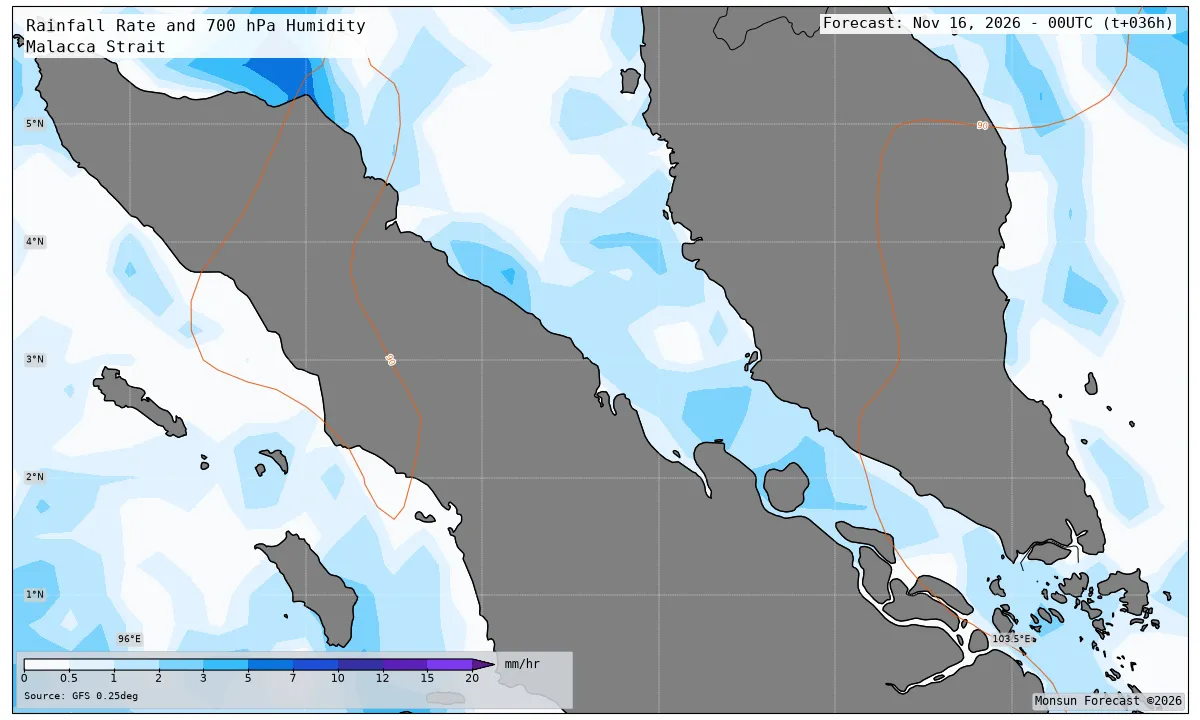 Rainfall Rate and 700 hPa Humidity
Malacca Strait
Forecast: Nov 16, 2026 - 00UTC (t+036h)
90
5°N
4°N
3°N
90
2°N
1°N
96°E
103.5°E
mm/hr
0 0.5 1 2 3 5 7 10 12 15 20
Source: GFS 0.25deg
Monsun Forecast ©2026